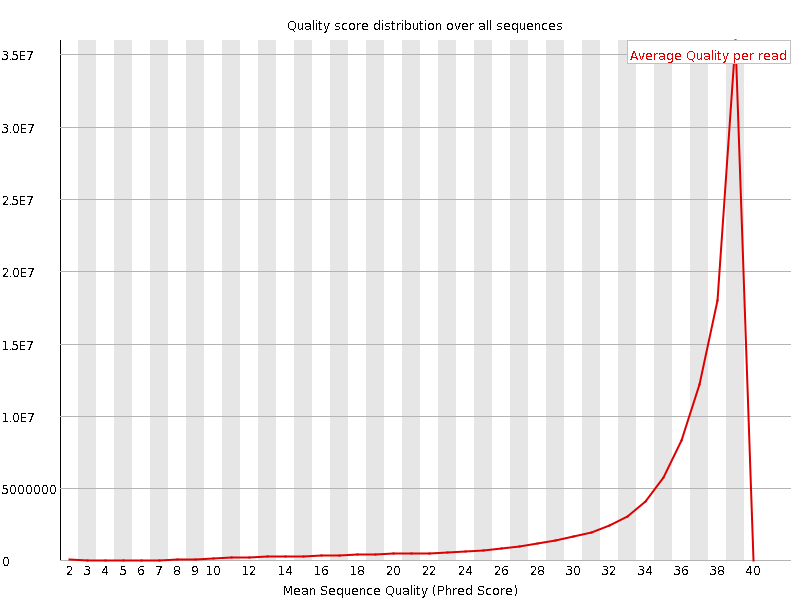 Quality score distribution over all sequences
Average Quality per read
3.5E7
3.0E7
2.5E7
2.0E7
1.5E7
1.0E7
5000000
0
2 3 4 5 6 7 8 9 10 12 14 16 18 20 22 24 26 28 30 32 34 36 38 40
Mean Sequence Quality (Phred Score)